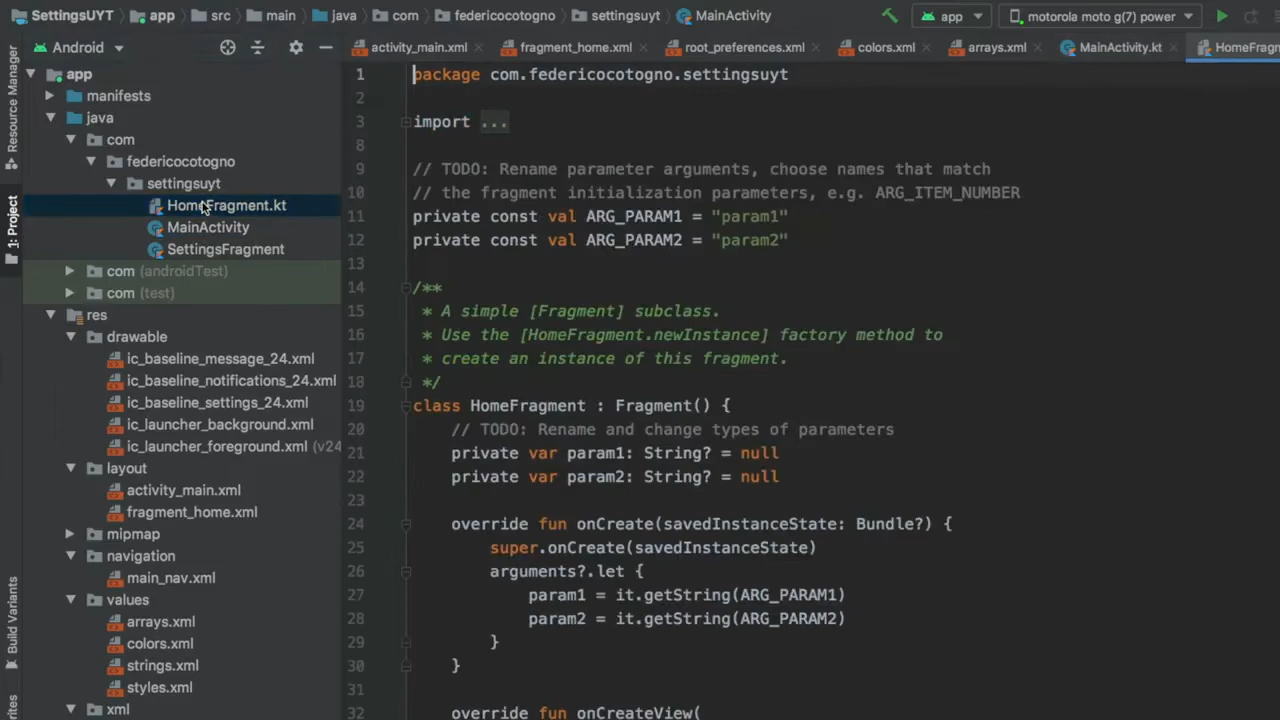 SettingsUYT app src main java com federicocotogno settingsuyt MainActivity app motorola moto g(7) power
Android activity_main.xml fragment_home.xml root_preferences.xml colors.xml arrays.xml MainActivity.kt HomeFragm
Resource Manager
1: Project
Build Variants
rites
app
manifests
java
com
federicocotogno
settingsuyt
HomeFragment.kt
MainActivity
SettingsFragment
com (androidTest)
com (test)
res
drawable
ic_baseline_message_24.xml
ic_baseline_notifications_24.xml
ic_baseline_settings_24.xml
ic_launcher_background.xml
ic_launcher_foreground.xml (v24
layout
activity_main.xml
fragment_home.xml
mipmap
navigation
main_nav.xml
values
arrays.xml
colors.xml
strings.xml
styles.xml
xml
1 package com.federicocotogno.settingsuyt
2
3 import ...
8
9 // TODO: Rename parameter arguments, choose names that match
10 // the fragment initialization parameters, e.g. ARG_ITEM_NUMBER
11 private const val ARG_PARAM1 = "param1"
12 private const val ARG_PARAM2 = "param2"
13
14 /**
15 * A simple [Fragment] subclass.
16 * Use the [HomeFragment.newInstance] factory method to
17 * create an instance of this fragment.
18 */
19 class HomeFragment : Fragment() {
20 // TODO: Rename and change types of parameters
21 private var param1: String? = null
22 private var param2: String? = null
23
24 override fun onCreate(savedInstanceState: Bundle?) {
25 super.onCreate(savedInstanceState)
26 arguments?.let {
27 param1 = it.getString(ARG_PARAM1)
28 param2 = it.getString(ARG_PARAM2)
29 }
30 }
31
32 override fun onCreateView(